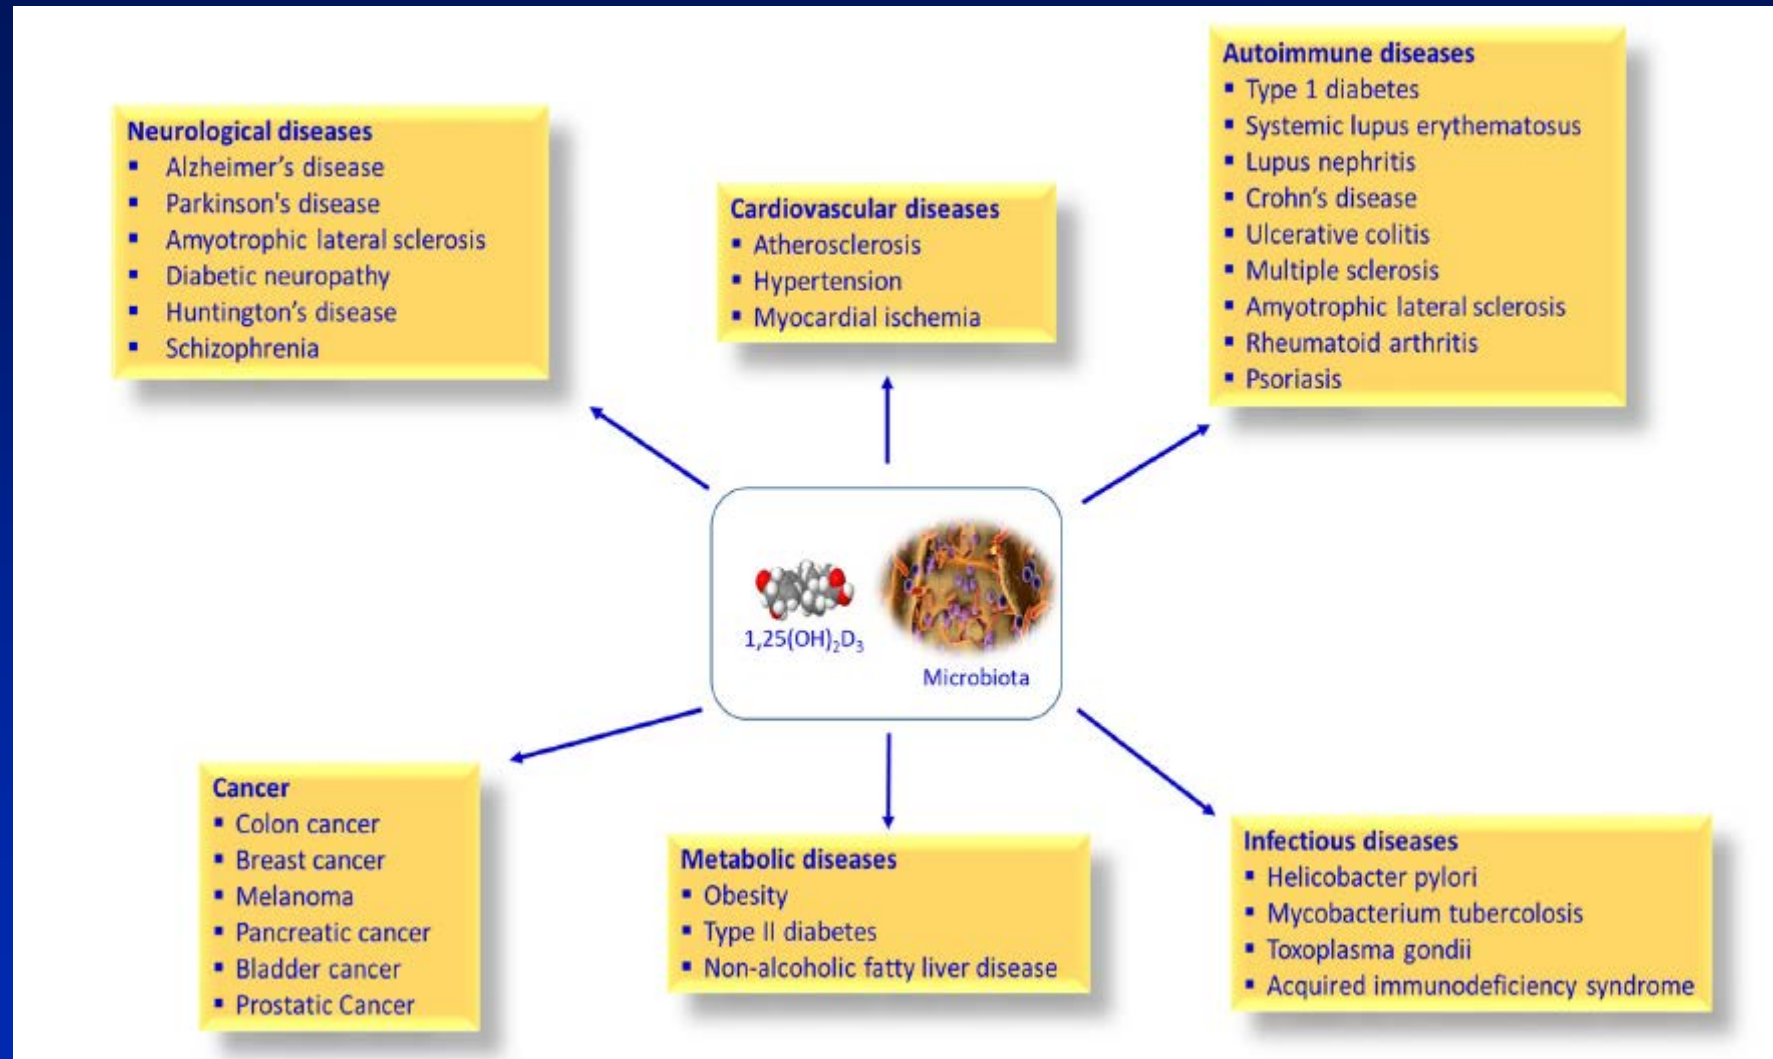 Neurological diseases
▪ Alzheimer’s disease
▪ Parkinson's disease
▪ Amyotrophic lateral sclerosis
▪ Diabetic neuropathy
▪ Huntington’s disease
▪ Schizophrenia
Cardiovascular diseases
▪ Atherosclerosis
▪ Hypertension
▪ Myocardial ischemia
Autoimmune diseases
▪ Type 1 diabetes
▪ Systemic lupus erythematosus
▪ Lupus nephritis
▪ Crohn’s disease
▪ Ulcerative colitis
▪ Multiple sclerosis
▪ Amyotrophic lateral sclerosis
▪ Rheumatoid arthritis
▪ Psoriasis
1,25(OH)₂D₃
Microbiota
Cancer
▪ Colon cancer
▪ Breast cancer
▪ Melanoma
▪ Pancreatic cancer
▪ Bladder cancer
▪ Prostatic Cancer
Metabolic diseases
▪ Obesity
▪ Type II diabetes
▪ Non-alcoholic fatty liver disease
Infectious diseases
▪ Helicobacter pylori
▪ Mycobacterium tubercolosis
▪ Toxoplasma gondii
▪ Acquired immunodeficiency syndrome